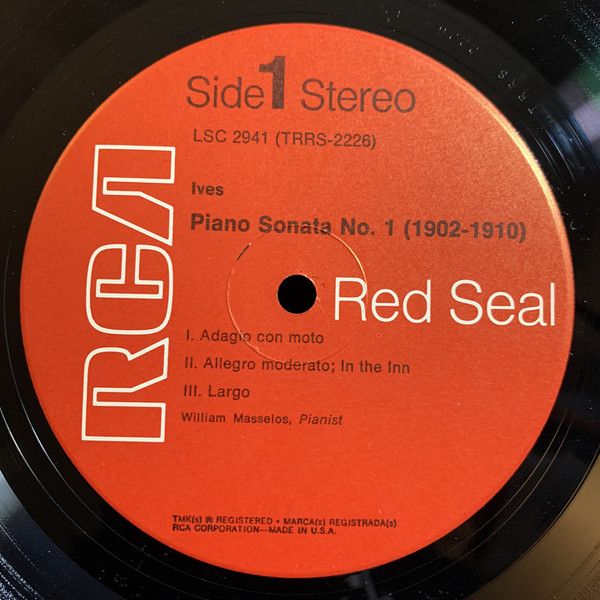 Side 1 Stereo
LSC 2941 (TRRS-2226)
Ives
Piano Sonata No. 1 (1902-1910)
RCA
Red Seal
I. Adagio con moto
II. Allegro moderato; In the Inn
III. Largo
William Masselos, Pianist
TMK(s) ® REGISTERED • MARCA(s) REGISTRADA(s)
RCA CORPORATION—MADE IN U.S.A.